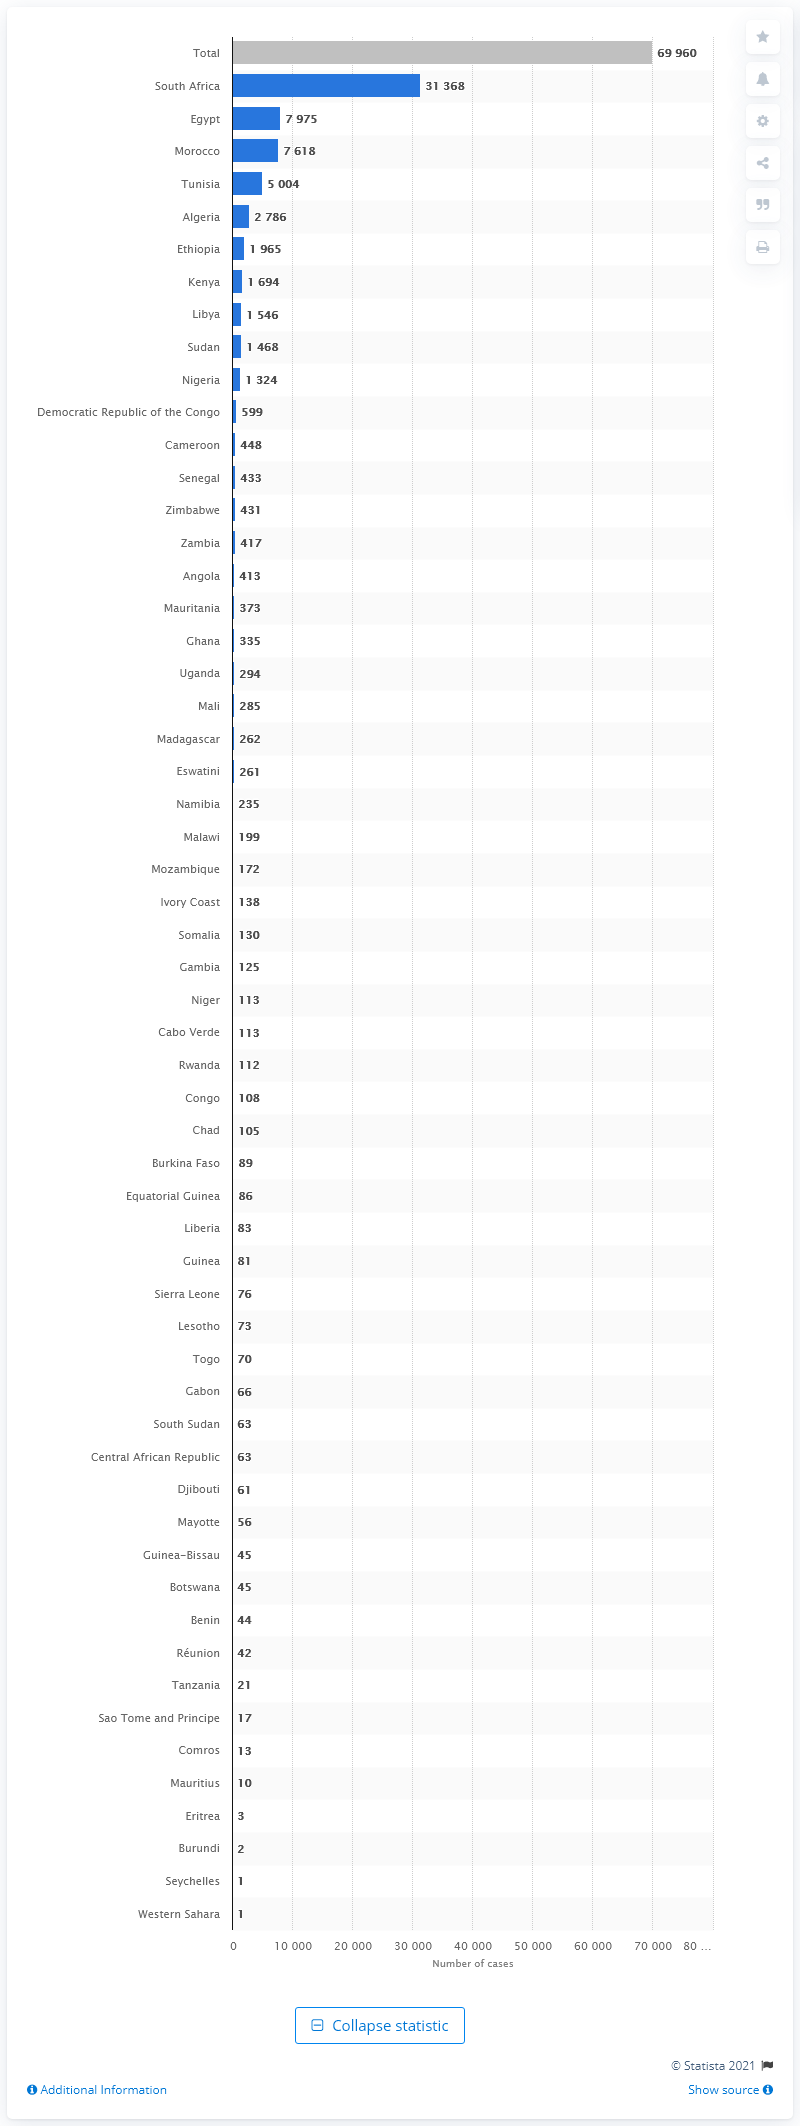 Total 69 960
South Africa 31 368
Egypt 7 975
Morocco 7 618
Tunisia 5 004
Algeria 2 786
Ethiopia 1 965
Kenya 1 694
Libya 1 546
Sudan 1 468
Nigeria 1 324
Democratic Republic of the Congo 599
Cameroon 448
Senegal 433
Zimbabwe 431
Zambia 417
Angola 413
Mauritania 373
Ghana 335
Uganda 294
Mali 285
Madagascar 262
Eswatini 261
Namibia 235
Malawi 199
Mozambique 172
Ivory Coast 138
Somalia 130
Gambia 125
Niger 113
Cabo Verde 113
Rwanda 112
Congo 108
Chad 105
Burkina Faso 89
Equatorial Guinea 86
Liberia 83
Guinea 81
Sierra Leone 76
Lesotho 73
Togo 70
Gabon 66
South Sudan 63
Central African Republic 63
Djibouti 61
Mayotte 56
Guinea-Bissau 45
Botswana 45
Benin 44
Réunion 42
Tanzania 21
Sao Tome and Principe 17
Comros 13
Mauritius 10
Eritrea 3
Burundi 2
Seychelles 1
Western Sahara 1
0 10 000 20 000 30 000 40 000 50 000 60 000 70 000 80 ...
Number of cases
Collapse statistic
© Statista 2021
Additional Information Show source